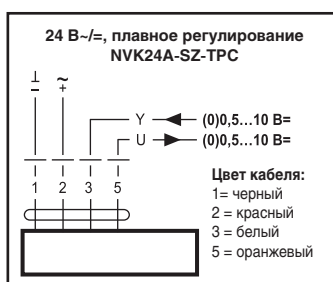 24 В~/=, плавное регулирование
NVK24A-SZ-TPC
⊥ ~
– +
Y (0)0,5...10 В=
U (0)0,5...10 В=
1 2 3 5
Цвет кабеля:
1= черный
2 = красный
3 = белый
5 = оранжевый